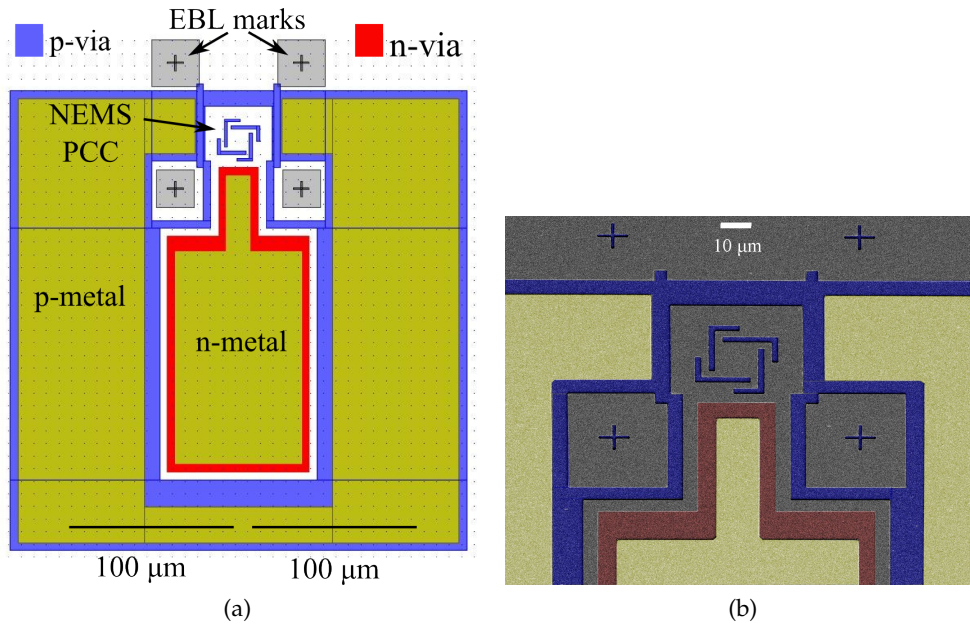 EBL marks
p-via
n-via
NEMS
PCC
p-metal
n-metal
100 µm
100 µm
(a)
10 µm
(b)